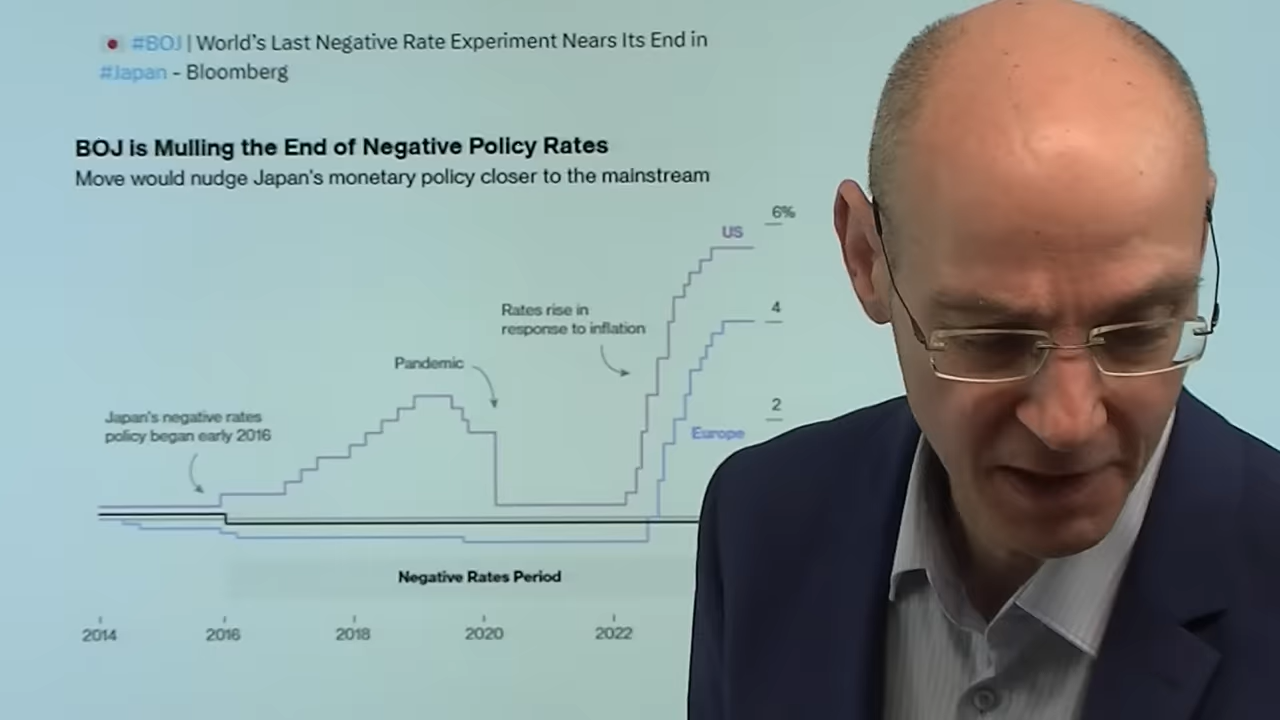 #BOJ | World's Last Negative Rate Experiment Nears Its End in
#Japan - Bloomberg
BOJ is Mulling the End of Negative Policy Rates
Move would nudge Japan's monetary policy closer to the mainstream
6%
US
Rates rise in
response to inflation
4
Pandemic
2
Japan's negative rates
policy began early 2016
Europe
Negative Rates Period
2014
2016
2018
2020
2022